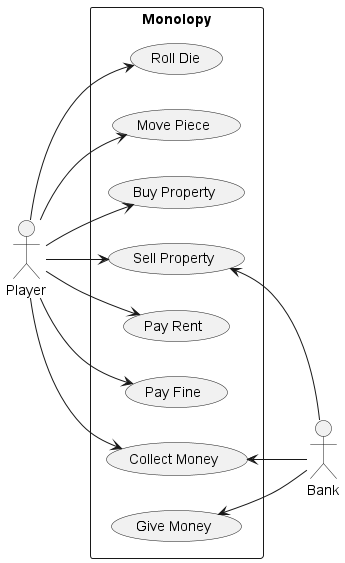 Monolopy
Roll Die
Move Piece
Buy Property
Sell Property
Player
Pay Rent
Pay Fine
Collect Money
Bank
Give Money